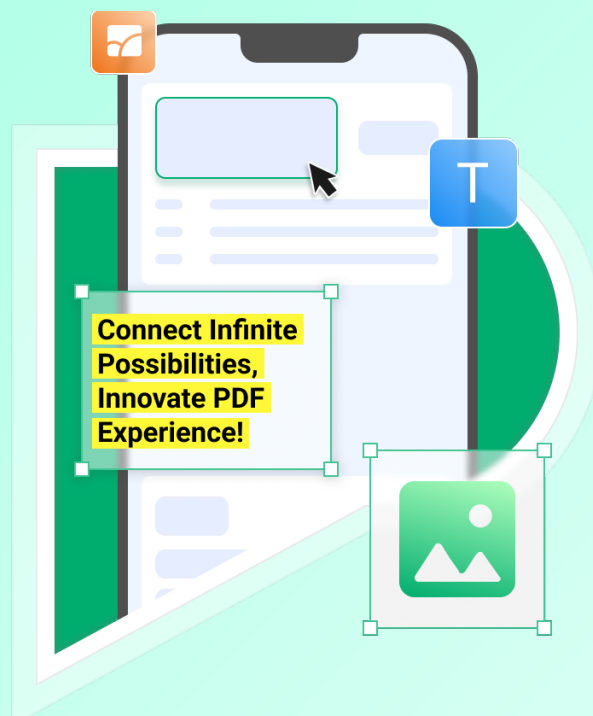 T
Connect Infinite
Possibilities,
Innovate PDF
Experience!